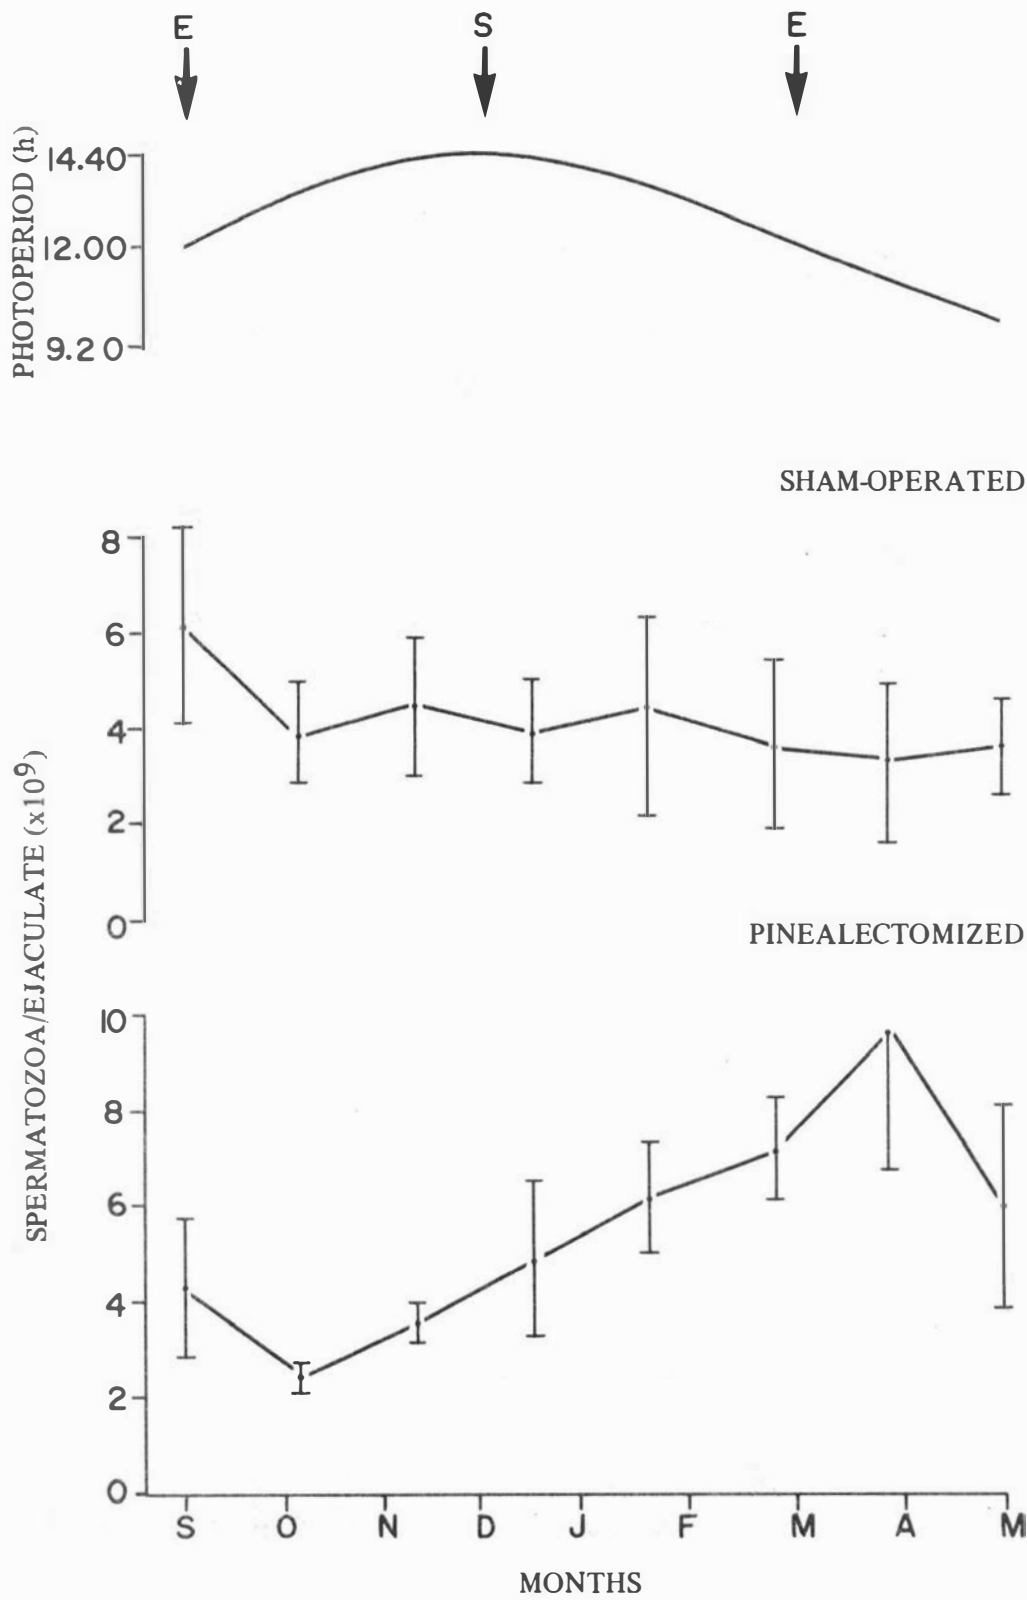 E S E
PHOTOPERIOD (h)
14.40
12.00
9.20
SHAM-OPERATED
SPERMATOZOA/EJACULATE (x10⁹)
8
6
4
2
0
PINEALECTOMIZED
10
8
6
4
2
0
S O N D J F M A M
MONTHS